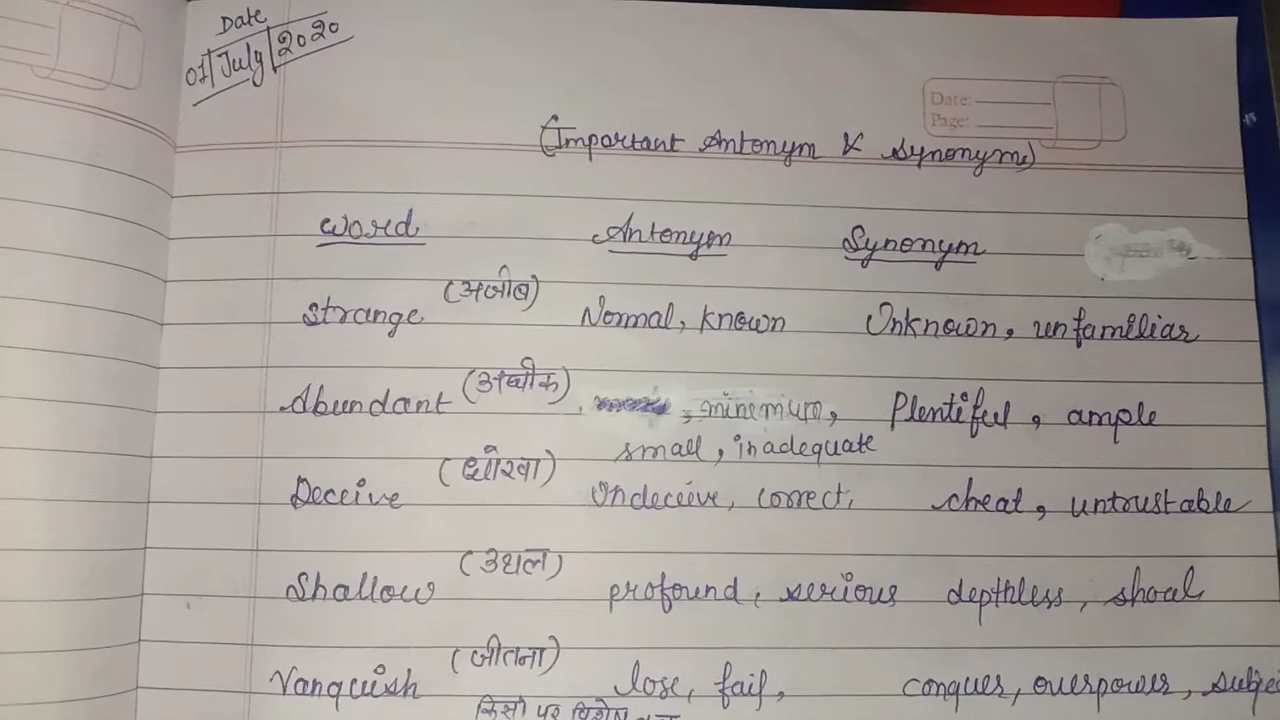 Date
01 July 2020
Date:
Page:
(Important Antonym & Synonym)
Word Antonym Synonym
Strange (अजीब) Normal, known Unknown, unfamiliar
Abundant (अधीक) , minimum, Plentiful, ample
small, inadequate
Deceive (धोखा) Undeceive, correct, cheat, untrustable
Shallow (उथल) profound, serious depthless, shoal
Vanquish (जीतना) lose, fail, conquer, overpower,
किसी पर विशेष